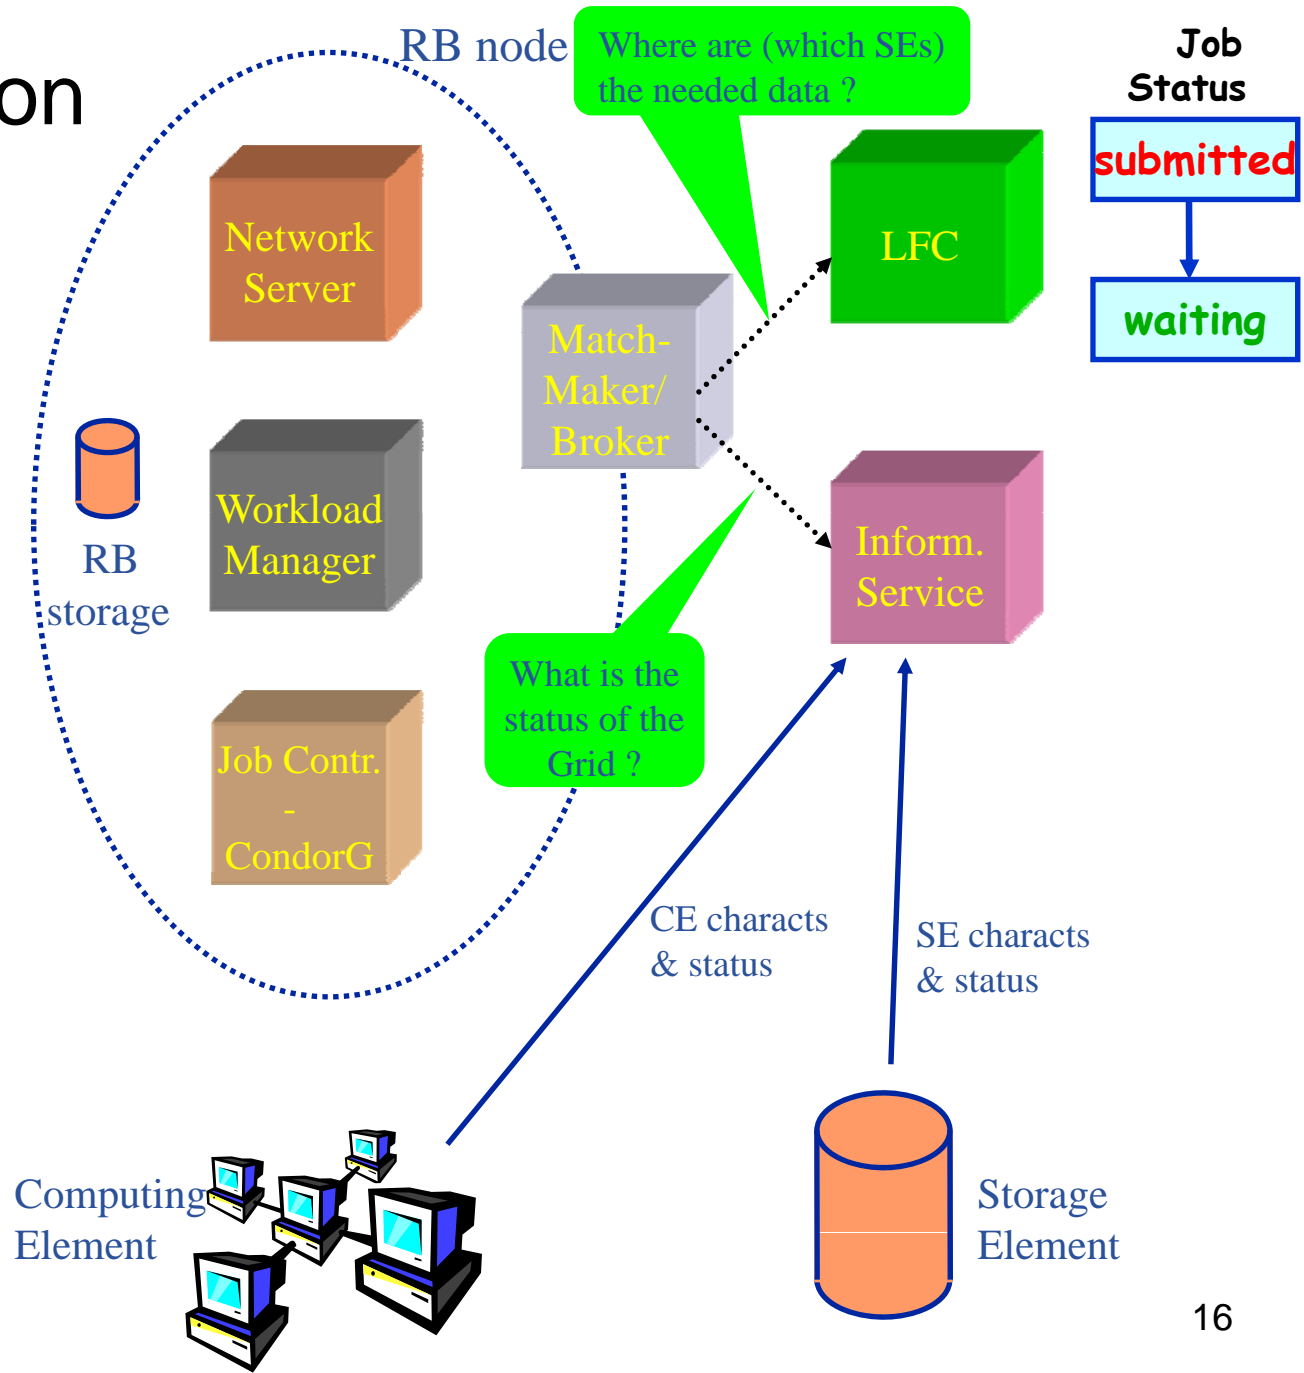 on
RB node
Where are (which SEs)
the needed data ?
Job
Status
submitted
waiting
Network
Server
LFC
Match-
Maker/
Broker
Workload
Manager
RB
storage
Inform.
Service
What is the
status of the
Grid ?
Job Contr.
-
CondorG
CE characts
& status
SE characts
& status
Computing
Element
Storage
Element
16